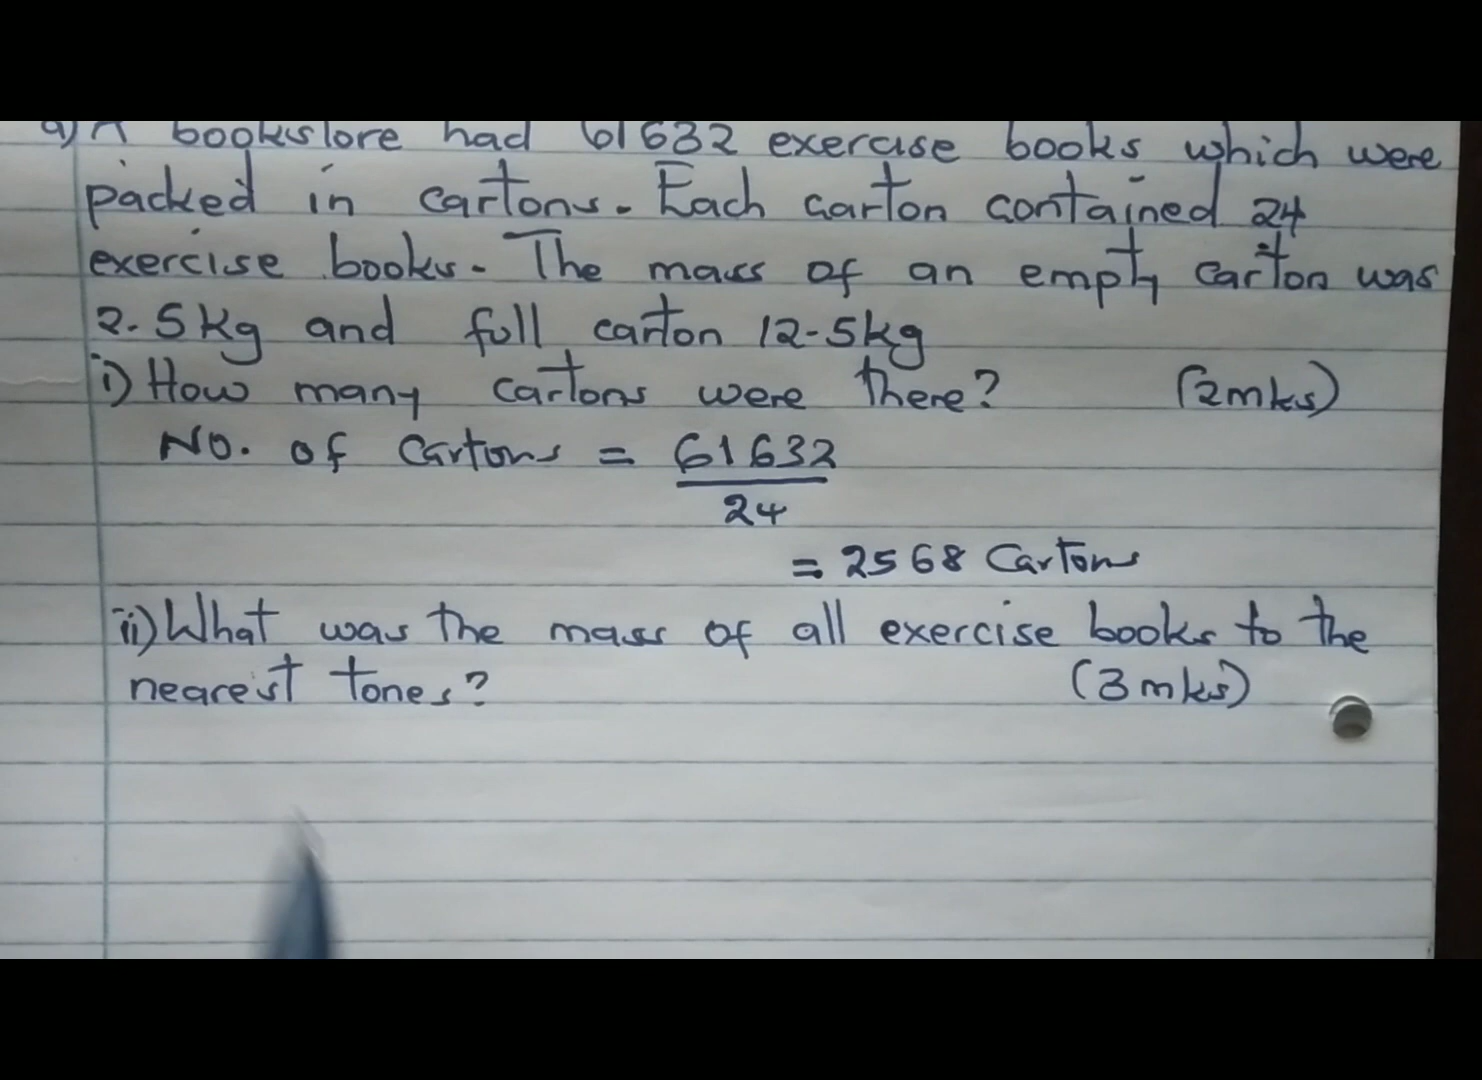 a) A bookstore had 61632 exercise books which were
packed in cartons. Each carton contained 24
exercise books. The mass of an empty carton was
2.5kg and full carton 12.5kg
i) How many cartons were there? (2mks)
No. of Cartons = 61632
24
= 2568 Cartons
ii) What was the mass of all exercise books to the
nearest tones? (3mks)